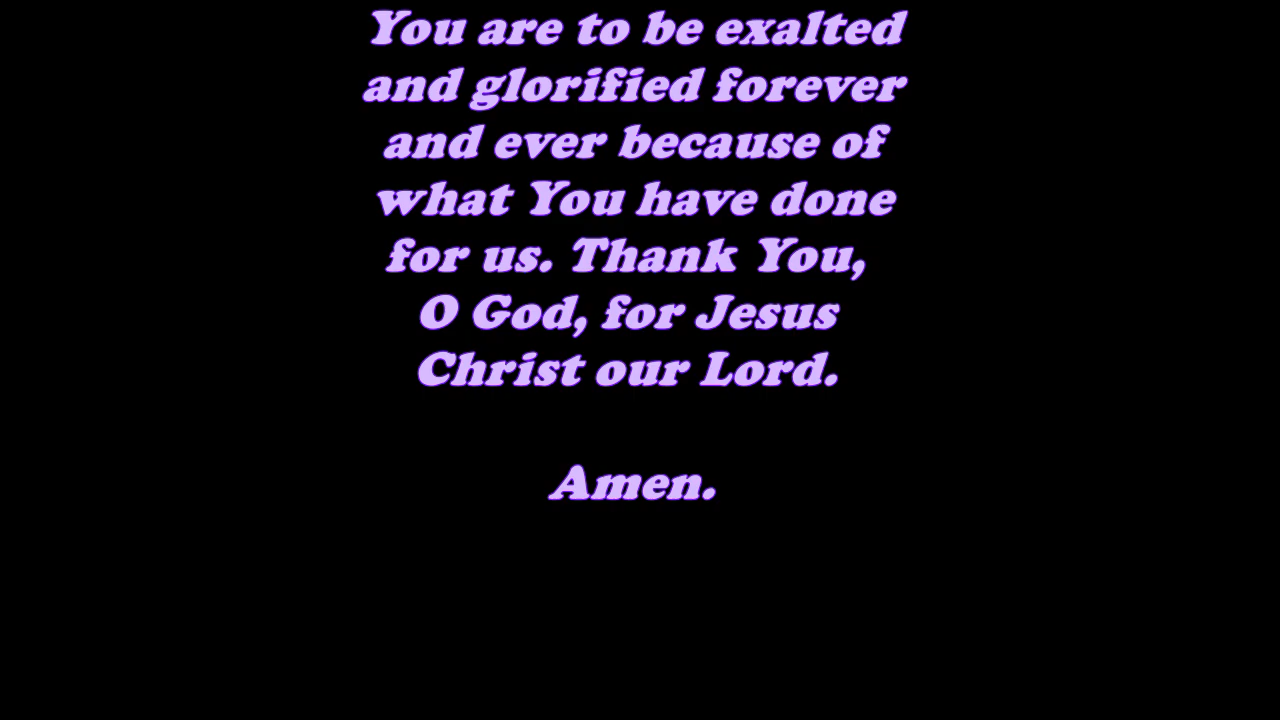 You are to be exalted
and glorified forever
and ever because of
what You have done
for us. Thank You,
O God, for Jesus
Christ our Lord.
Amen.